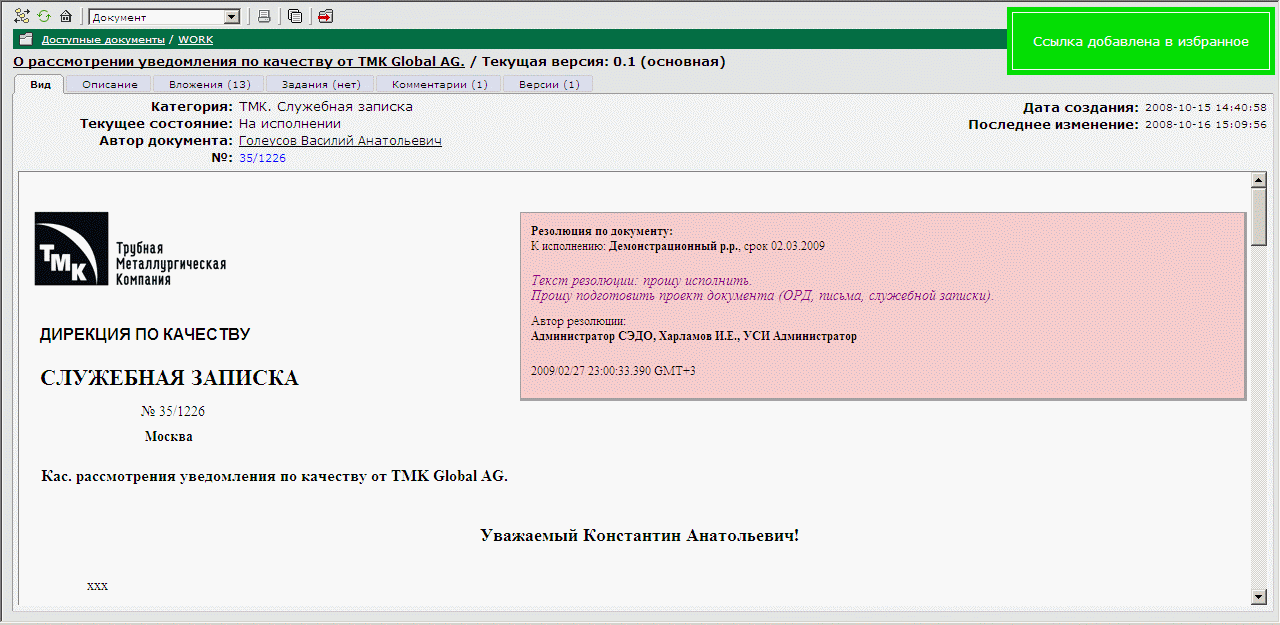 Документ
Ссылка добавлена в избранное
Доступные документы / WORK
О рассмотрении уведомления по качеству от TMK Global AG. / Текущая версия: 0.1 (основная)
Вид Описание Вложения (13) Задания (нет) Комментарии (1) Версии (1)
Категория: ТМК. Служебная записка
Дата создания: 2008-10-15 14:40:58
Текущее состояние: На исполнении
Последнее изменение: 2008-10-16 15:09:56
Автор документа: Голеусов Василий Анатольевич
№: 35/1226
ТМК
Трубная
Металлургическая
Компания
Резолюция по документу:
К исполнению: Демонстрационный р.р., срок 02.03.2009
Текст резолюции: прошу исполнить.
Прошу подготовить проект документа (ОРД, письма, служебной записки).
Автор резолюции:
Администратор СЭДО, Харламов И.Е., УСИ Администратор
2009/02/27 23:00:33.390 GMT+3
ДИРЕКЦИЯ ПО КАЧЕСТВУ
СЛУЖЕБНАЯ ЗАПИСКА
№ 35/1226
Москва
Кас. рассмотрения уведомления по качеству от TMK Global AG.
Уважаемый Константин Анатольевич!
xxx